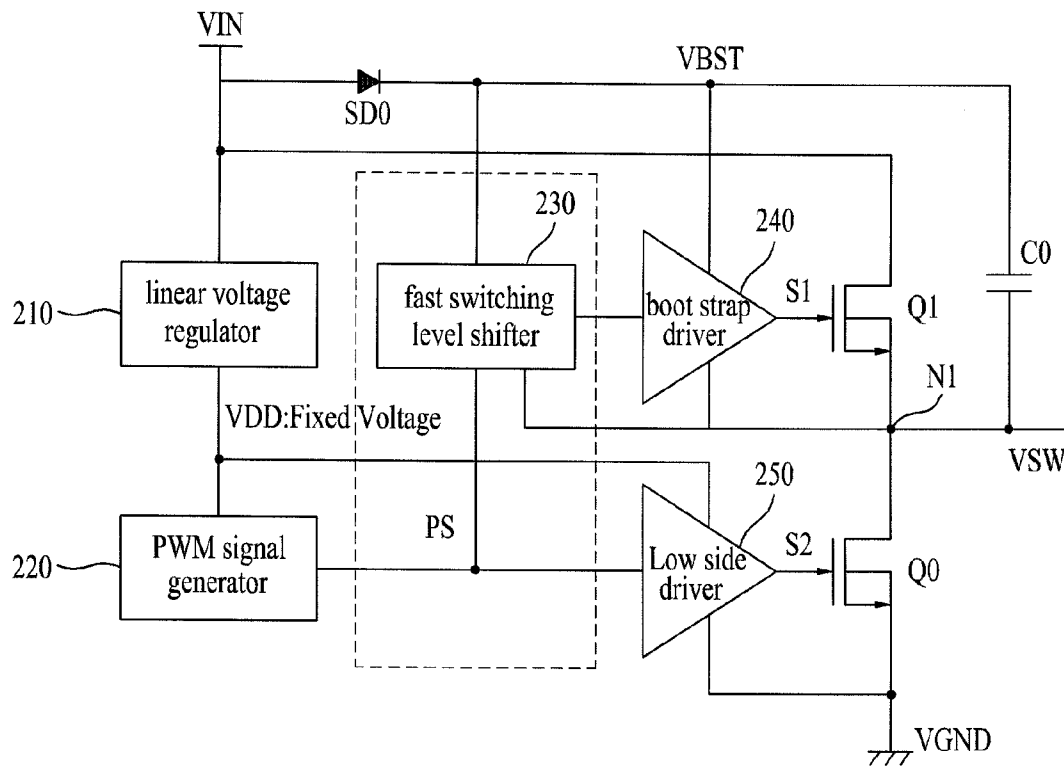 VIN
VBST
SD0
230
240
C0
210
linear voltage
regulator
fast switching
level shifter
boot strap
driver
S1
Q1
N1
VDD:Fixed Voltage
VSW
250
PS
220
PWM signal
generator
Low side
driver
S2
Q0
VGND